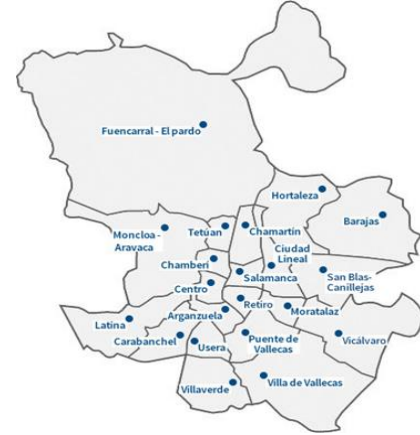 Fuencarral - El pardo
Hortaleza
Barajas
Moncloa -
Aravaca
Tetúan
Chamartín
Ciudad
Lineal
Chamberí
Salamanca
San Blas-
Canillejas
Centro
Retiro
Moratalaz
Arganzuela
Latina
Carabanchel
Usera
Puente de
Vallecas
Vicálvaro
Villaverde
Villa de Vallecas